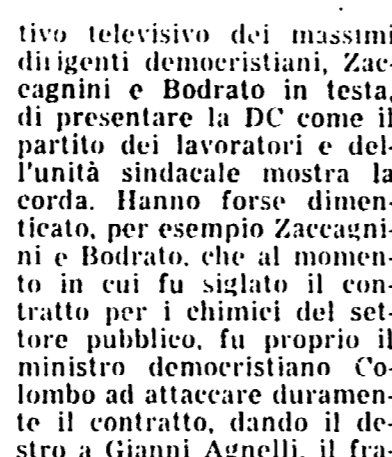 tivo televisivo dei massimi
dirigenti democristiani, Zac-
cagnini e Bodrato in testa,
di presentare la DC come il
partito dei lavoratori e del-
l'unità sindacale mostra la
corda. Hanno forse dimen-
ticato, per esempio Zaccagni-
ni e Bodrato, che al momen-
to in cui fu siglato il con-
tratto per i chimici del set-
tore pubblico, fu proprio il
ministro democristiano Co-
lombo ad attaccare duramen-
te il contratto, dando il de-
stro a Gianni Agnelli, il fra-